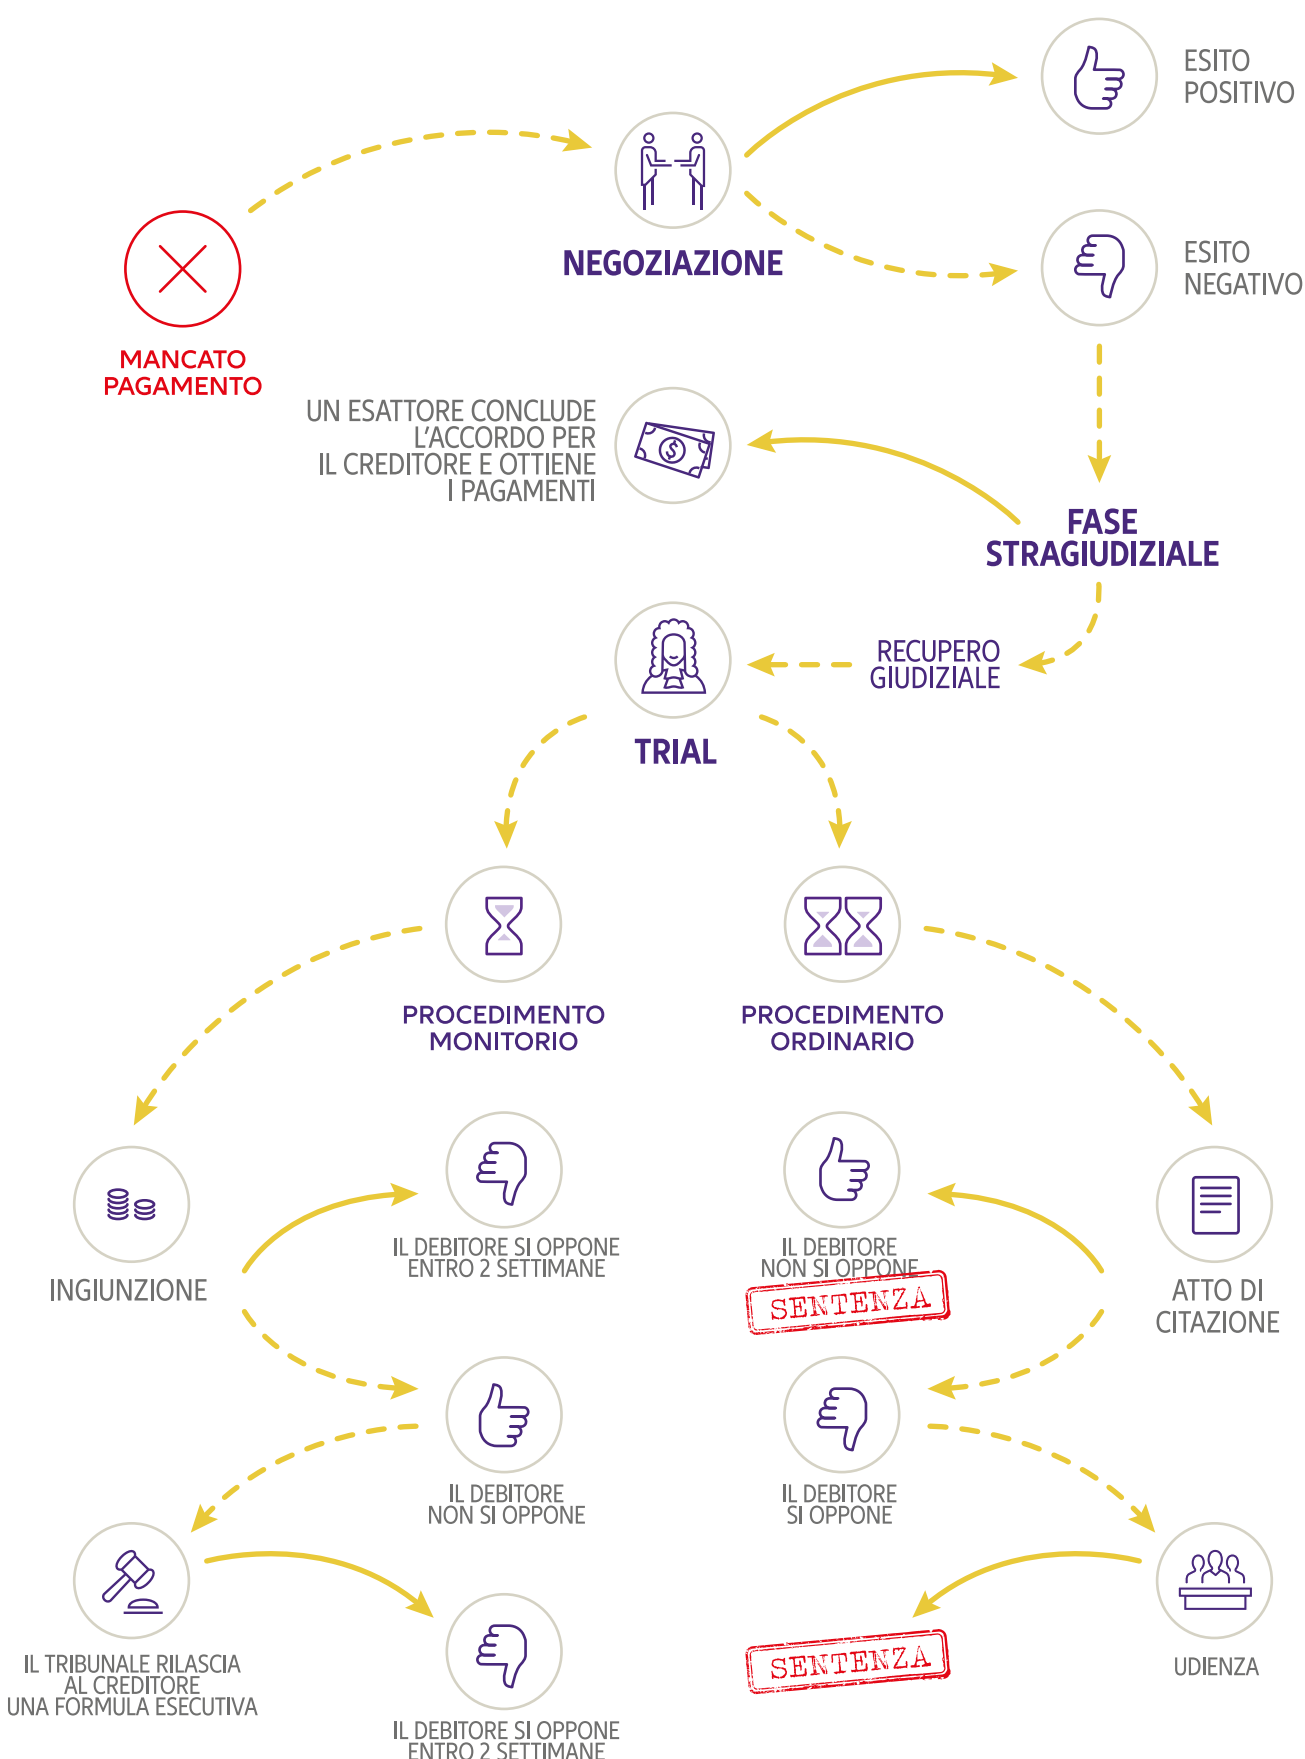 ESITO
POSITIVO
NEGOZIAZIONE
ESITO
NEGATIVO
MANCATO
PAGAMENTO
UN ESATTORE CONCLUDE
L'ACCORDO PER
IL CREDITORE E OTTIENE
I PAGAMENTI
FASE
STRAGIUDIZIALE
RECUPERO
GIUDIZIALE
TRIAL
PROCEDIMENTO
MONITORIO
PROCEDIMENTO
ORDINARIO
IL DEBITORE SI OPPONE
ENTRO 2 SETTIMANE
IL DEBITORE
NON SI OPPONE
SENTENZA
INGIUNZIONE
ATTO DI
CITAZIONE
IL DEBITORE
NON SI OPPONE
IL DEBITORE
SI OPPONE
IL TRIBUNALE RILASCIA
AL CREDITORE
UNA FORMULA ESECUTIVA
SENTENZA
UDIENZA
IL DEBITORE SI OPPONE
ENTRO 2 SETTIMANE